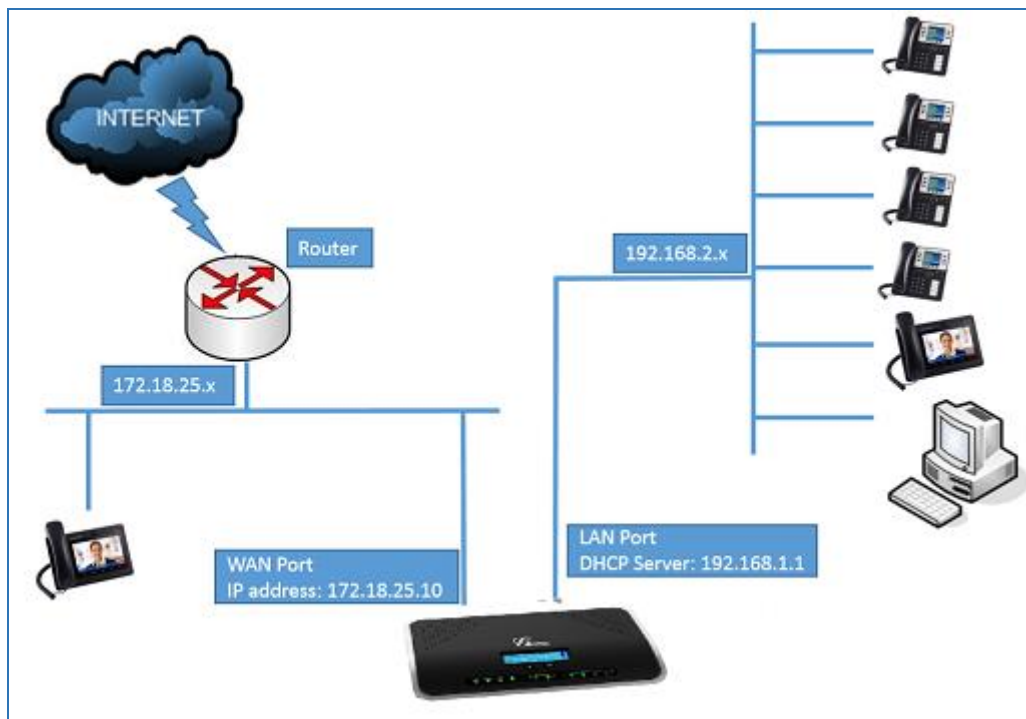 INTERNET
Router
192.168.2.x
172.18.25.x
LAN Port
DHCP Server: 192.168.1.1
WAN Port
IP address: 172.18.25.10